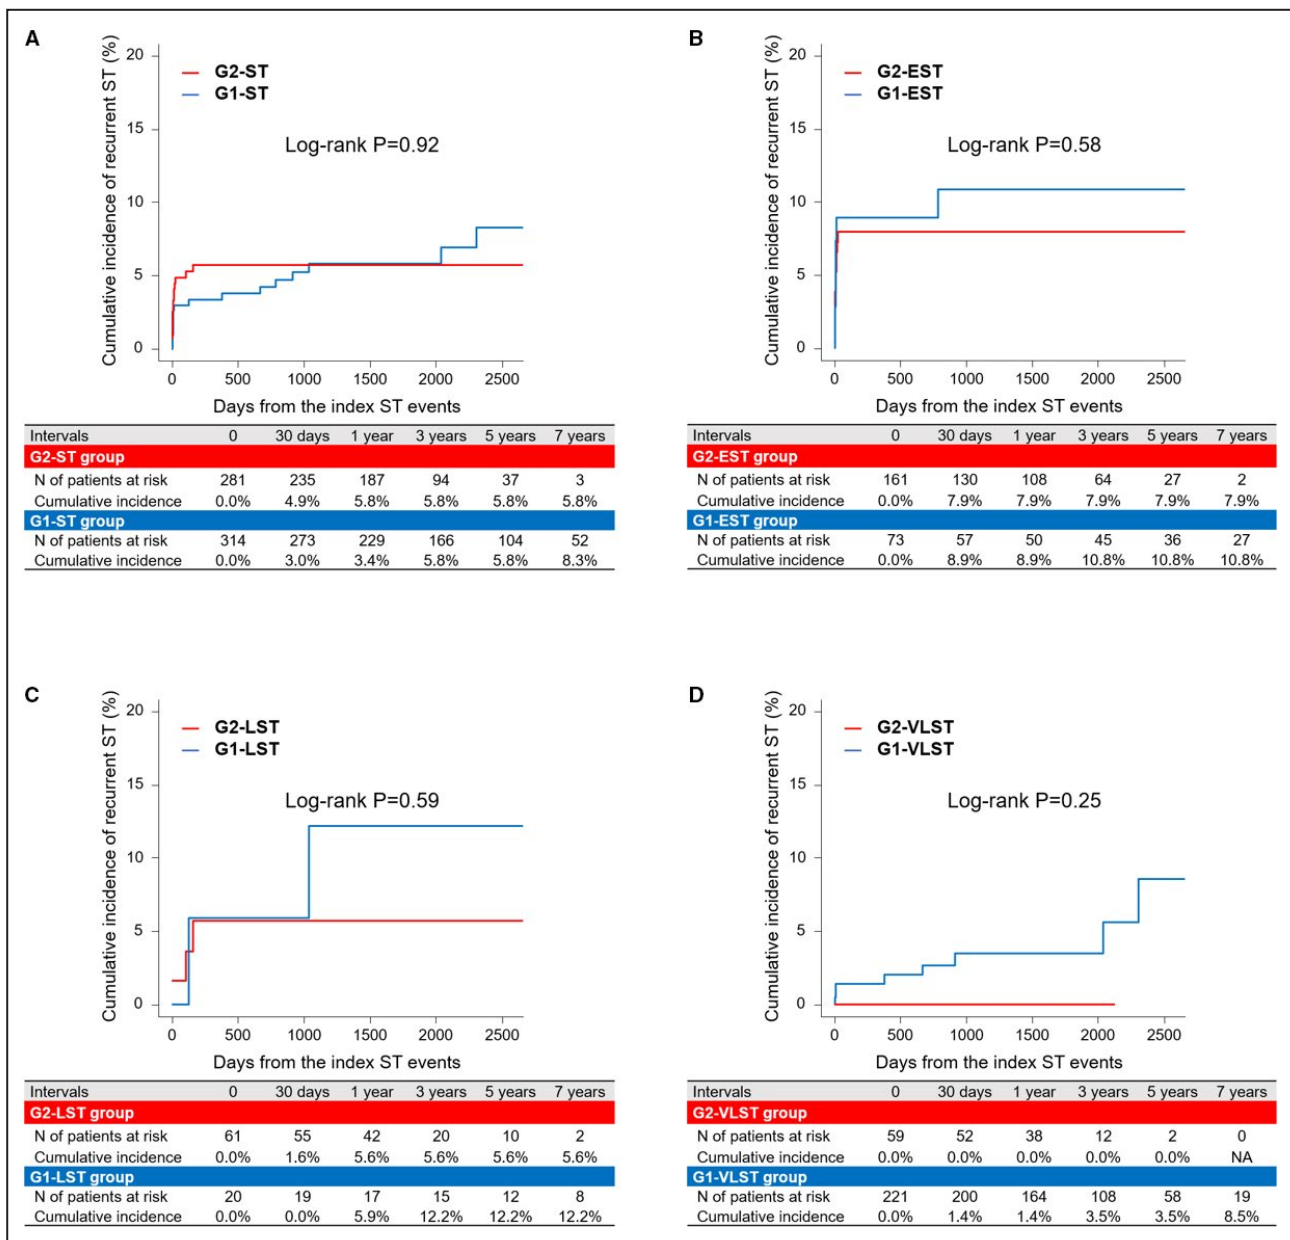 A
Cumulative incidence of recurrent ST (%)
20
15
10
5
0
G2-ST
G1-ST
Log-rank P=0.92
0 500 1000 1500 2000 2500
Days from the index ST events
Intervals 0 30 days 1 year 3 years 5 years 7 years
G2-ST group
N of patients at risk 281 235 187 94 37 3
Cumulative incidence 0.0% 4.9% 5.8% 5.8% 5.8% 5.8%
G1-ST group
N of patients at risk 314 273 229 166 104 52
Cumulative incidence 0.0% 3.0% 3.4% 5.8% 5.8% 8.3%
B
Cumulative incidence of recurrent ST (%)
20
15
10
5
0
G2-EST
G1-EST
Log-rank P=0.58
0 500 1000 1500 2000 2500
Days from the index ST events
Intervals 0 30 days 1 year 3 years 5 years 7 years
G2-EST group
N of patients at risk 161 130 108 64 27 2
Cumulative incidence 0.0% 7.9% 7.9% 7.9% 7.9% 7.9%
G1-EST group
N of patients at risk 73 57 50 45 36 27
Cumulative incidence 0.0% 8.9% 8.9% 10.8% 10.8% 10.8%
C
Cumulative incidence of recurrent ST (%)
20
15
10
5
0
G2-LST
G1-LST
Log-rank P=0.59
0 500 1000 1500 2000 2500
Days from the index ST events
Intervals 0 30 days 1 year 3 years 5 years 7 years
G2-LST group
N of patients at risk 61 55 42 20 10 2
Cumulative incidence 0.0% 1.6% 5.6% 5.6% 5.6% 5.6%
G1-LST group
N of patients at risk 20 19 17 15 12 8
Cumulative incidence 0.0% 0.0% 5.9% 12.2% 12.2% 12.2%
D
Cumulative incidence of recurrent ST (%)
20
15
10
5
0
G2-VLST
G1-VLST
Log-rank P=0.25
0 500 1000 1500 2000 2500
Days from the index ST events
Intervals 0 30 days 1 year 3 years 5 years 7 years
G2-VLST group
N of patients at risk 59 52 38 12 2 0
Cumulative incidence 0.0% 0.0% 0.0% 0.0% 0.0% NA
G1-VLST group
N of patients at risk 221 200 164 108 58 19
Cumulative incidence 0.0% 1.4% 1.4% 3.5% 3.5% 8.5%